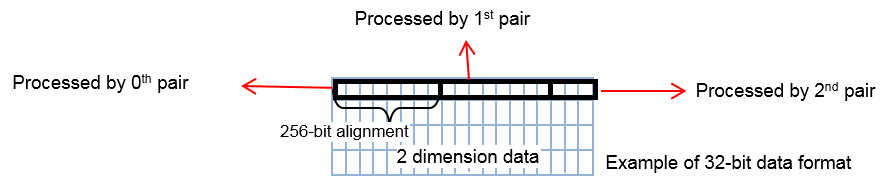 Processed by 1st pair
Processed by 0th pair
Processed by 2nd pair
256-bit alignment
2 dimension data
Example of 32-bit data format